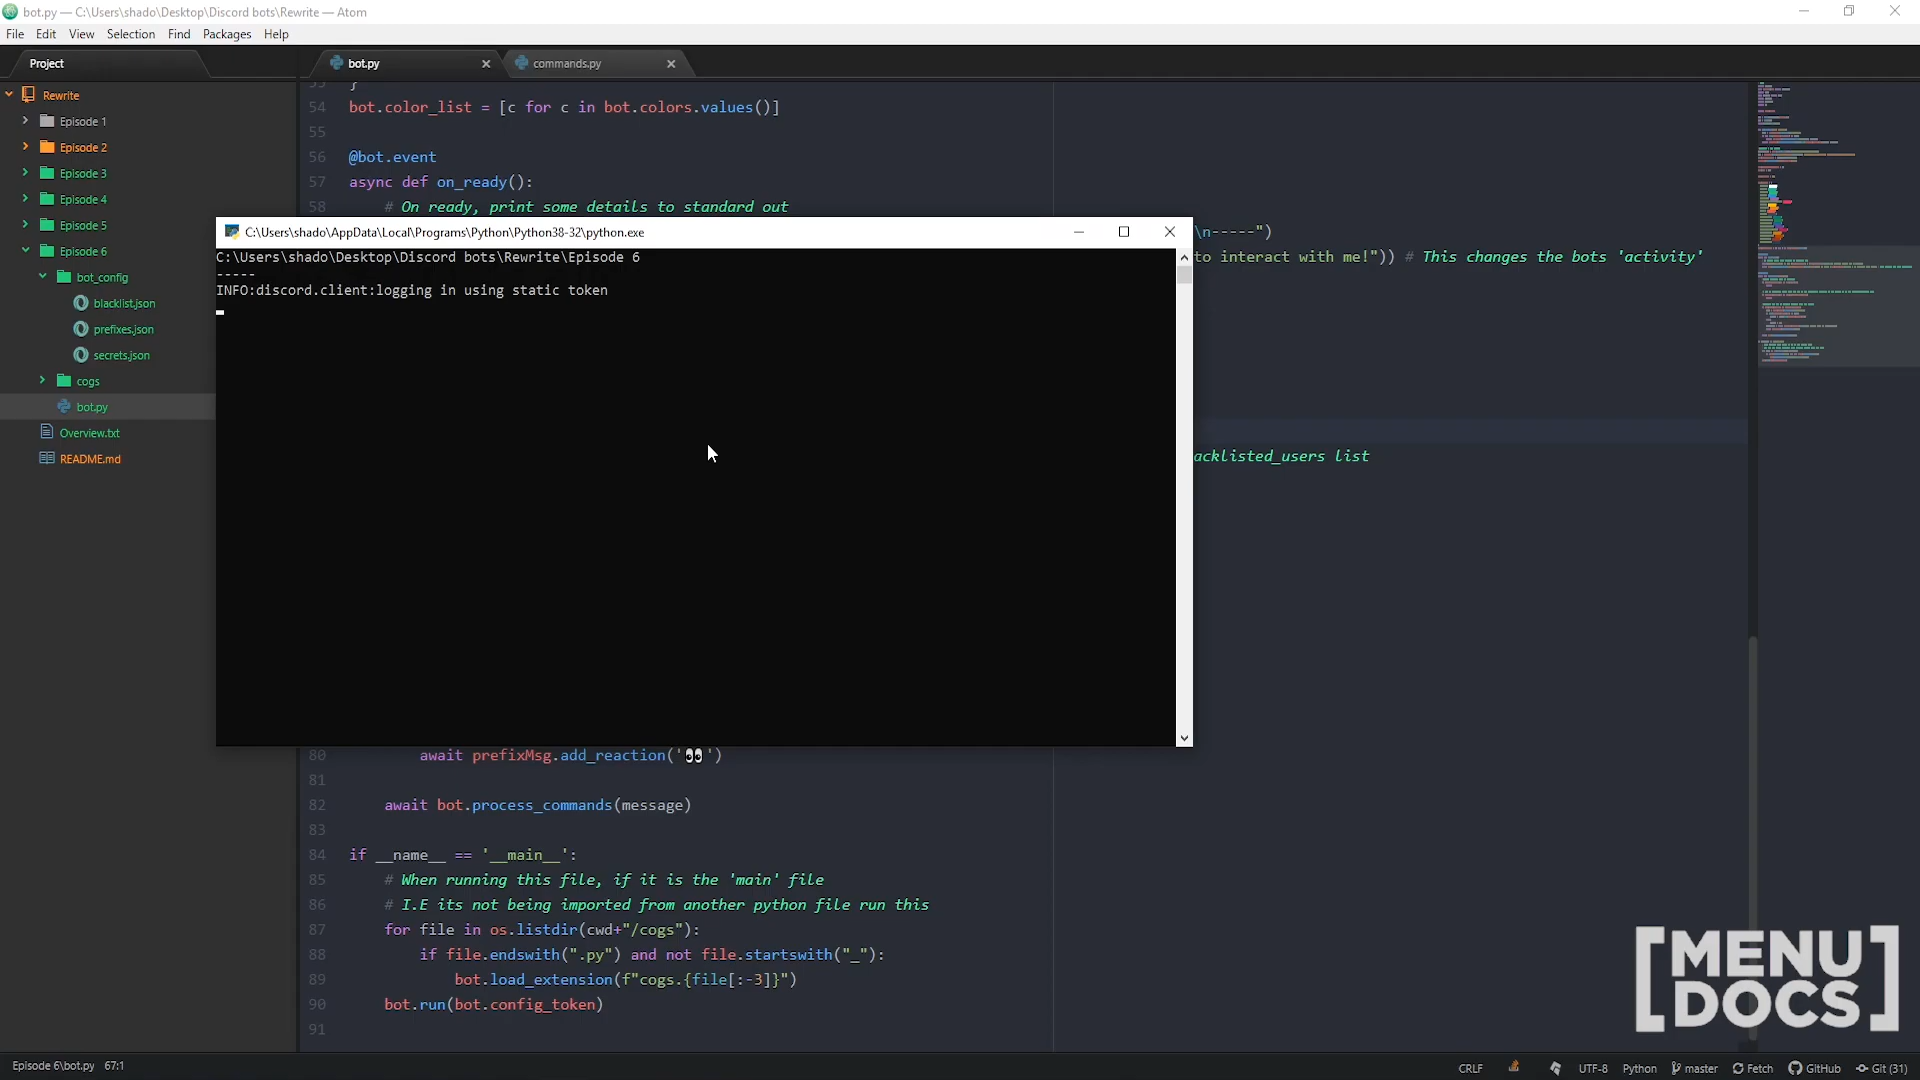 bot.py — C:\Users\shado\Desktop\Discord bots\Rewrite — Atom
File Edit View Selection Find Packages Help
Project
bot.py
commands.py
Rewrite
Episode 1
Episode 2
Episode 3
Episode 4
Episode 5
Episode 6
bot_config
blacklist.json
prefixes.json
secrets.json
cogs
bot.py
Overview.txt
README.md
54 bot.color_list = [c for c in bot.colors.values()]
55
56 @bot.event
57 async def on_ready():
58 # On ready, print some details to standard out
\n-----")
to interact with me!")) # This changes the bots 'activity'
acklisted_users list
C:\Users\shado\AppData\Local\Programs\Python\Python38-32\python.exe
C:\Users\shado\Desktop\Discord bots\Rewrite\Episode 6
-----
INFO:discord.client:logging in using static token
80 await prefixMsg.add_reaction('👀')
81
82 await bot.process_commands(message)
83
84 if __name__ == '__main__':
85 # When running this file, if it is the 'main' file
86 # I.E its not being imported from another python file run this
87 for file in os.listdir(cwd+"/cogs"):
88 if file.endswith(".py") and not file.startswith("_"):
89 bot.load_extension(f"cogs.{file[:-3]}")
90 bot.run(bot.config_token)
91
[MENU
DOCS]
Episode 6\bot.py 67:1
CRLF UTF-8 Python master Fetch GitHub Git (31)